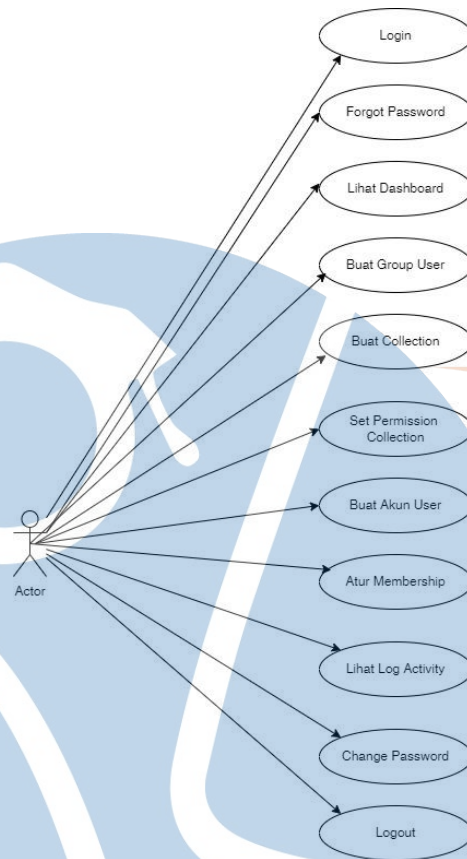 Login
Forgot Password
Lihat Dashboard
Buat Group User
Buat Collection
Set Permission
Collection
Buat Akun User
Actor
Atur Membership
Lihat Log Activity
Change Password
Logout